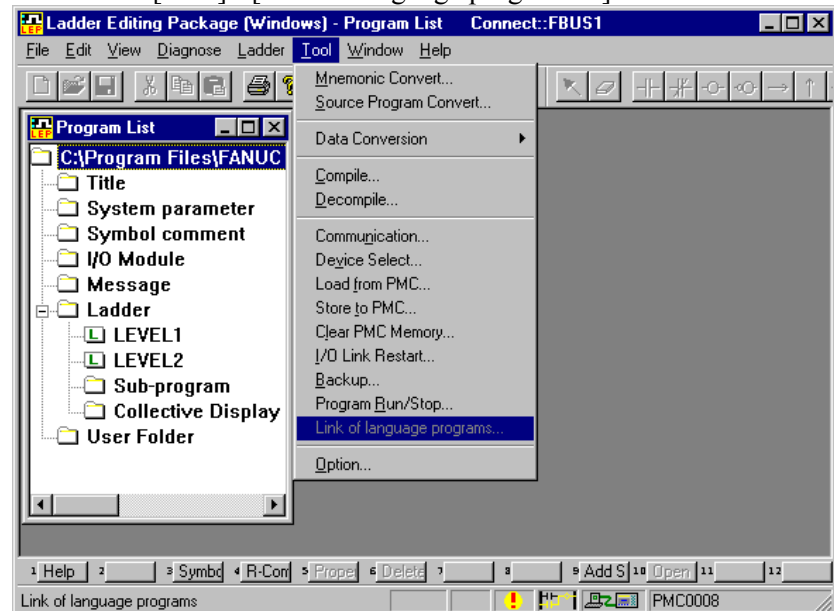 Ladder Editing Package (Windows) - Program List Connect::FBUS1
File Edit View Diagnose Ladder Tool Window Help
Mnemonic Convert...
Source Program Convert...
Data Conversion
Compile...
Decompile...
Communication...
Device Select...
Load from PMC...
Store to PMC...
Clear PMC Memory...
I/O Link Restart...
Backup...
Program Run/Stop...
Link of language programs...
Option...
Program List
C:\Program Files\FANUC
Title
System parameter
Symbol comment
I/O Module
Message
Ladder
LEVEL1
LEVEL2
Sub-program
Collective Display
User Folder
1 Help 2 3 Symbo 4 R-Com 5 Prope 6 Delete 7 8 9 Add S 10 Open 11 12
Link of language programs PMC0008